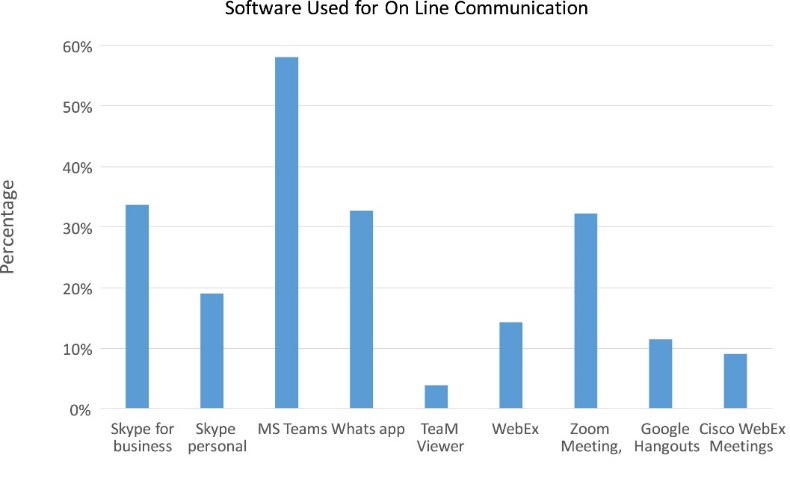 Software Used for On Line Communication
Percentage
60%
50%
40%
30%
20%
10%
0%
Skype for
business
Skype
personal
MS Teams
Whats app
TeaM
Viewer
WebEx
Zoom
Meeting,
Google
Hangouts
Cisco WebEx
Meetings